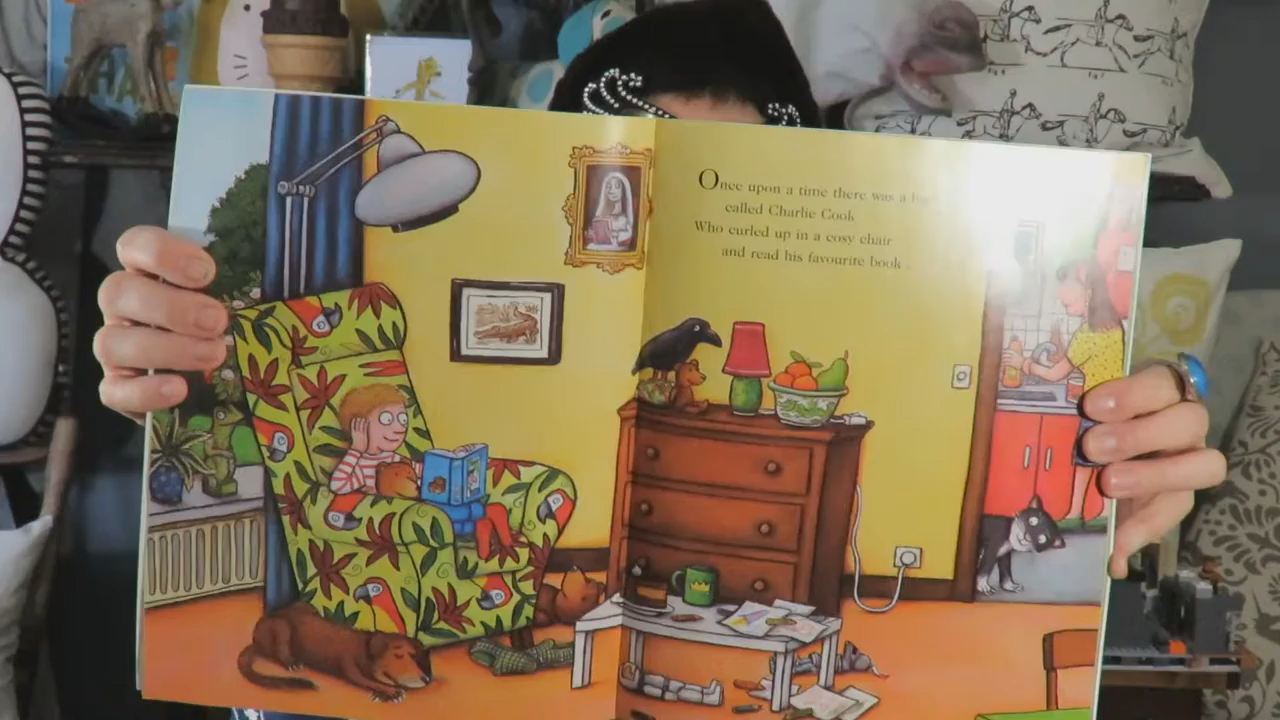 Once upon a time there was a
called Charlie Cook
Who curled up in a cosy chair
and read his favourite book